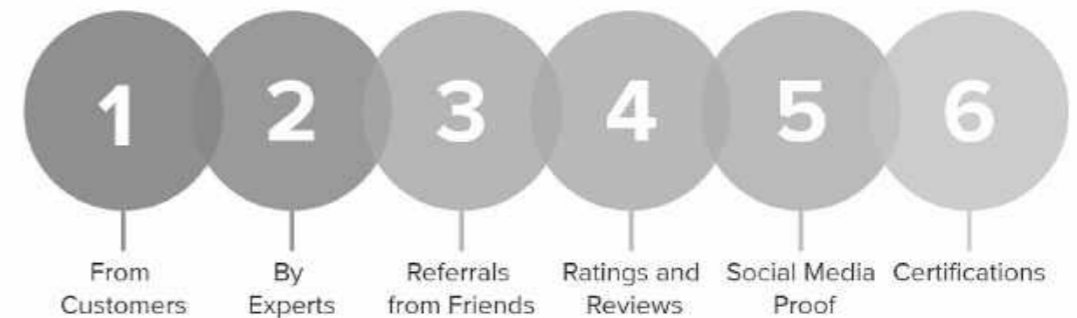 1 2 3 4 5 6
From Customers
By Experts
Referrals from Friends
Ratings and Reviews
Social Media Proof
Certifications